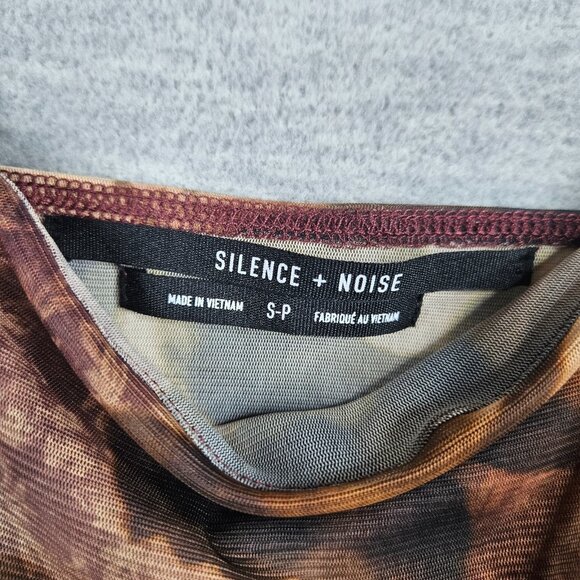 SILENCE + NOISE
MADE IN VIETNAM S-P FABRIQUÉ AU VIETNAM